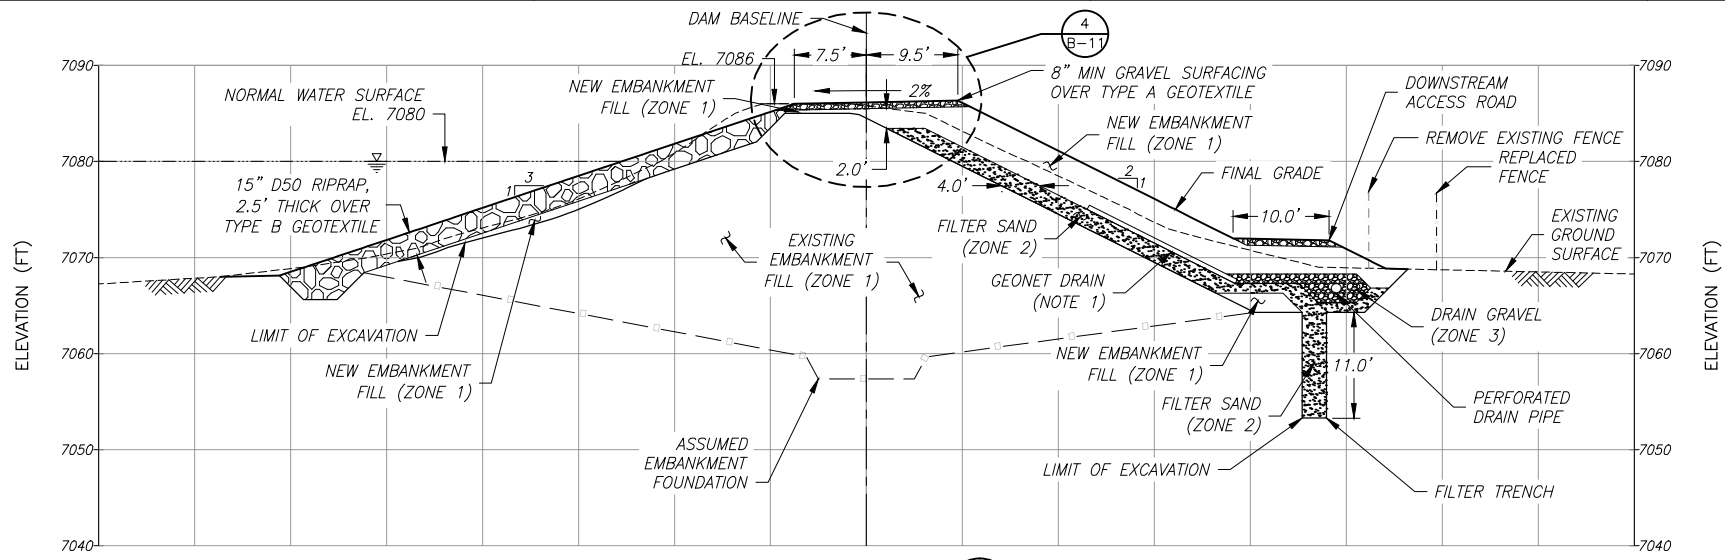 DAM BASELINE
4
B-11
7.5'
9.5'
EL. 7086
2%
7090
7090
NEW EMBANKMENT
FILL (ZONE 1)
8" MIN GRAVEL SURFACING
OVER TYPE A GEOTEXTILE
DOWNSTREAM
ACCESS ROAD
NORMAL WATER SURFACE
EL. 7080
NEW EMBANKMENT
FILL (ZONE 1)
REMOVE EXISTING FENCE
REPLACED
FENCE
7080
7080
2.0'
3
1
2
1
15" D50 RIPRAP,
2.5' THICK OVER
TYPE B GEOTEXTILE
4.0'
FINAL GRADE
10.0'
EXISTING
GROUND
SURFACE
FILTER SAND
(ZONE 2)
EXISTING
EMBANKMENT
FILL (ZONE 1)
7070
7070
GEONET DRAIN
(NOTE 1)
ELEVATION (FT)
ELEVATION (FT)
LIMIT OF EXCAVATION
DRAIN GRAVEL
(ZONE 3)
NEW EMBANKMENT
FILL (ZONE 1)
7060
7060
NEW EMBANKMENT
FILL (ZONE 1)
11.0'
FILTER SAND
(ZONE 2)
PERFORATED
DRAIN PIPE
ASSUMED
EMBANKMENT
FOUNDATION
7050
7050
LIMIT OF EXCAVATION
FILTER TRENCH
7040
7040